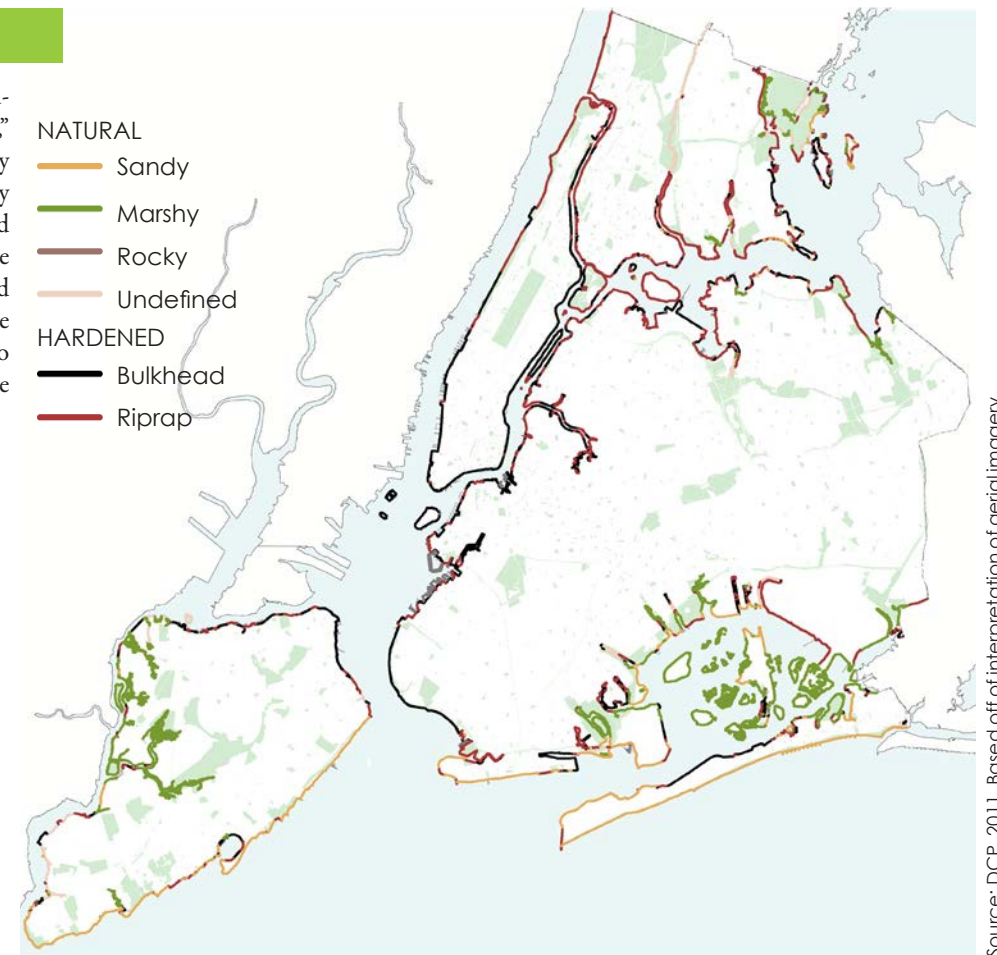 NATURAL
Sandy
Marshy
Rocky
Undefined
HARDENED
Bulkhead
Riprap
Source: DCP, 2011. Based off of interpretation of aerial imagery